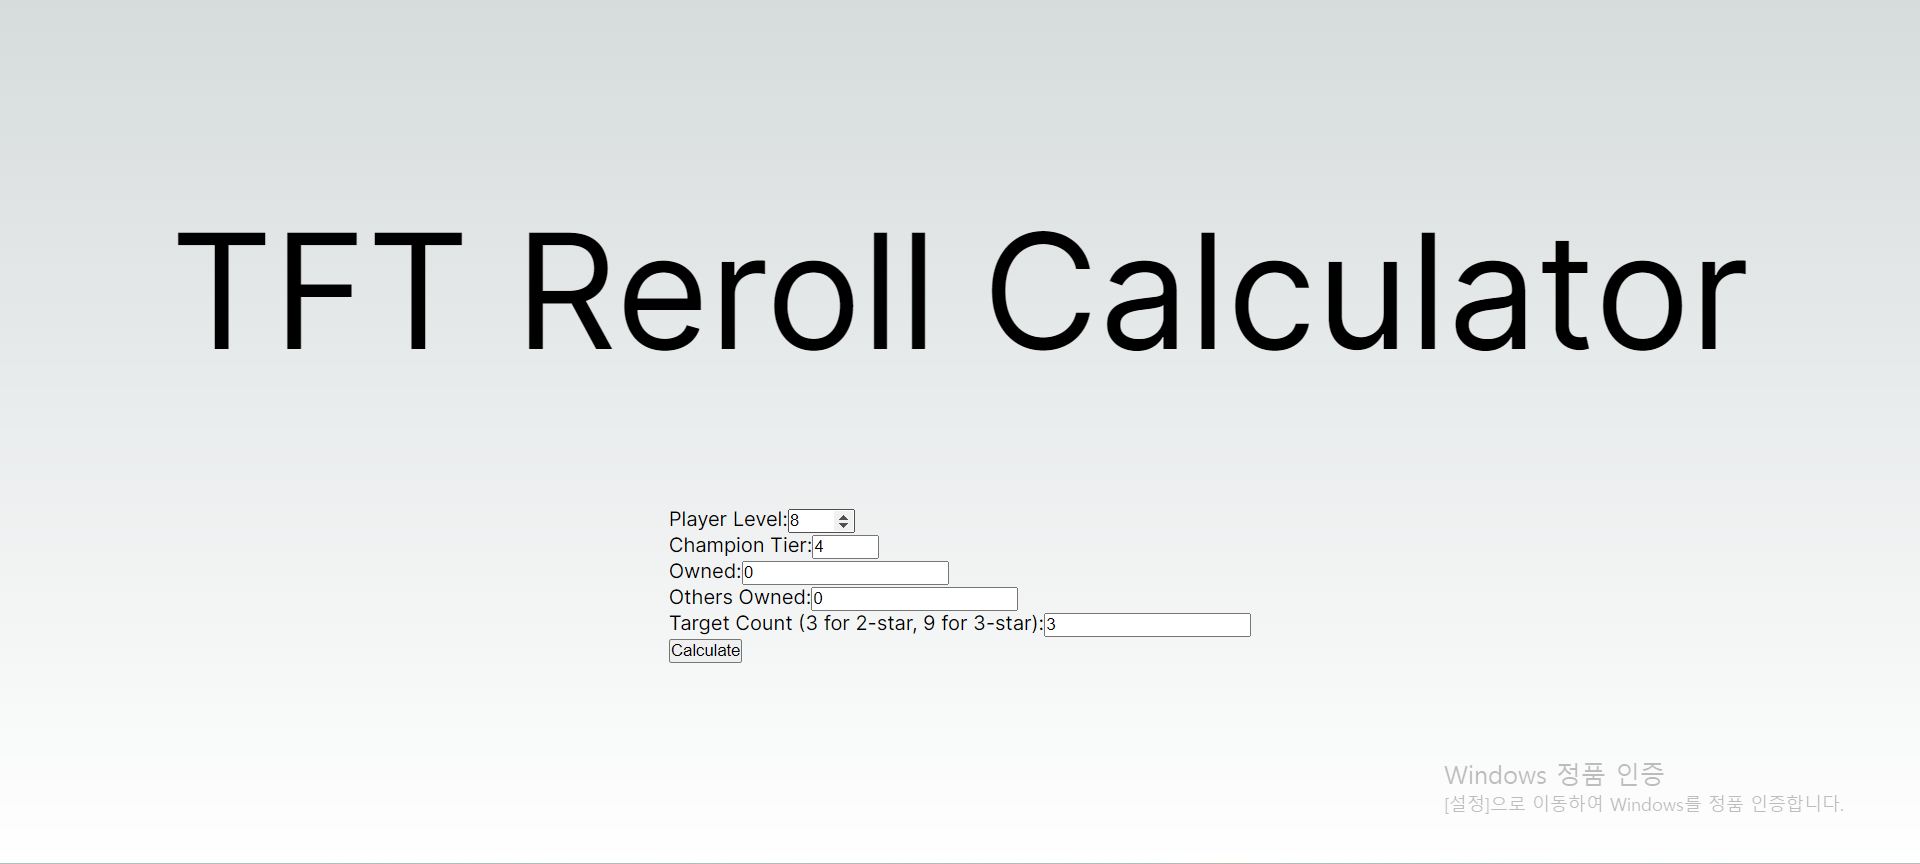 TFT Reroll Calculator
Player Level:8
Champion Tier:4
Owned:0
Others Owned:0
Target Count (3 for 2-star, 9 for 3-star):3
Calculate
Windows 정품 인증
[설정]으로 이동하여 Windows를 정품 인증합니다.